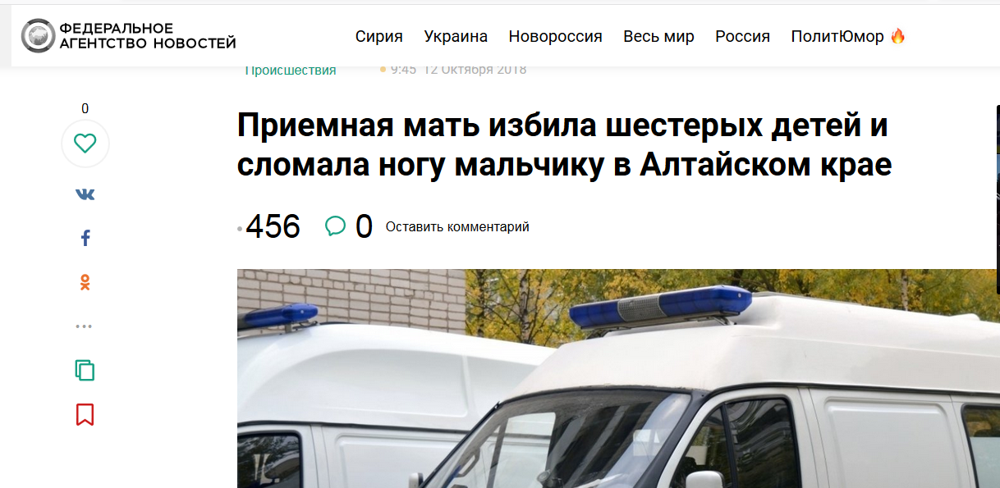 ФЕДЕРАЛЬНОЕ
АГЕНТСТВО НОВОСТЕЙ
Сирия Украина Новороссия Весь мир Россия ПолитЮмор
Происшествия 9:45 12 Октября 2018
0
Приемная мать избила шестерых детей и
сломала ногу мальчику в Алтайском крае
456 0 Оставить комментарий